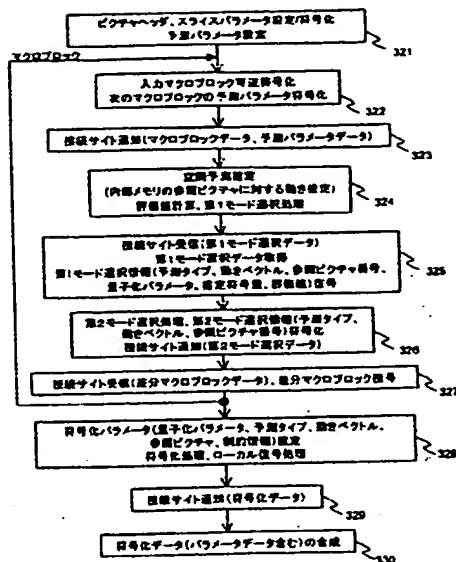 ピクチャヘッダ、スライスパラメータ設定/符号化
予測パラメータ設定
321
マクロブロック
入力マクロブロック可逆符号化
次のマクロブロックの予測パラメータ符号化
322
接続サイト通知(マクロブロックデータ、予測パラメータデータ)
323
空間予測推定
(内部メモリの参照ピクチャに対する動き推定)
評価値計算、第1モード選択処理
324
接続サイト受信(第1モード選択データ)
第1モード選択データ取得
第1モード選択情報(予測タイプ、動きベクトル、参照ピクチャ番号、
量子化パラメータ、推定符号量、評価値)復号
325
第2モード選択処理、第2モード選択情報(予測タイプ、
動きベクトル、参照ピクチャ番号)符号化
接続サイト通知(第2モード選択データ)
326
接続サイト受信(差分マクロブロックデータ)、差分マクロブロック復号
327
符号化パラメータ(量子化パラメータ、予測タイプ、動きベクトル、
参照ピクチャ、制約情報)設定
符号化処理、ローカル復号処理
328
接続サイト通知(符号化データ)
329
符号化データ(パラメータデータ含む)の合成
330